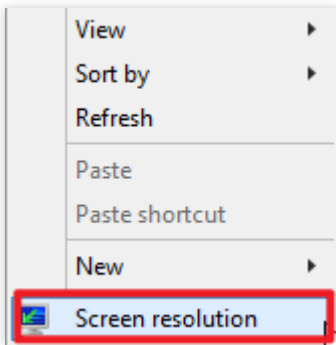 View
Sort by
Refresh
Paste
Paste shortcut
New
Screen resolution